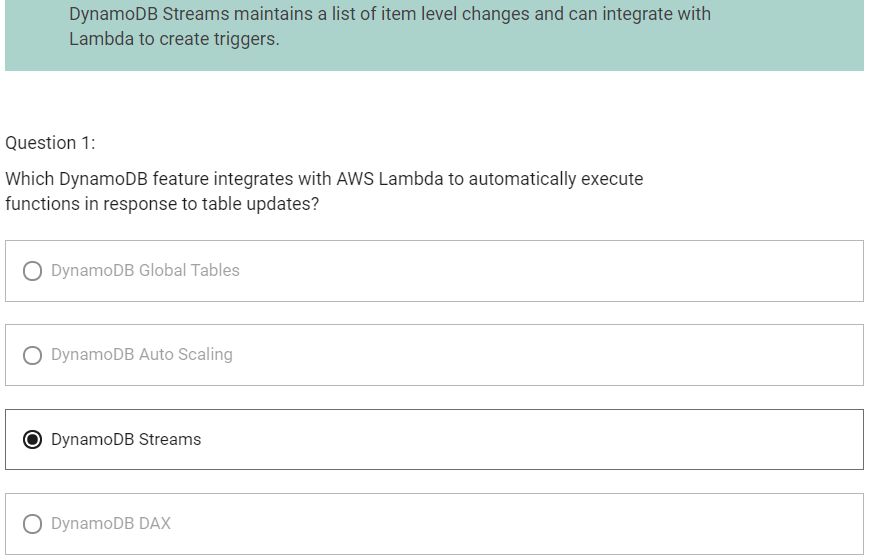 DynamoDB Streams maintains a list of item level changes and can integrate with
Lambda to create triggers.
Question 1:
Which DynamoDB feature integrates with AWS Lambda to automatically execute
functions in response to table updates?
DynamoDB Global Tables
DynamoDB Auto Scaling
DynamoDB Streams
DynamoDB DAX